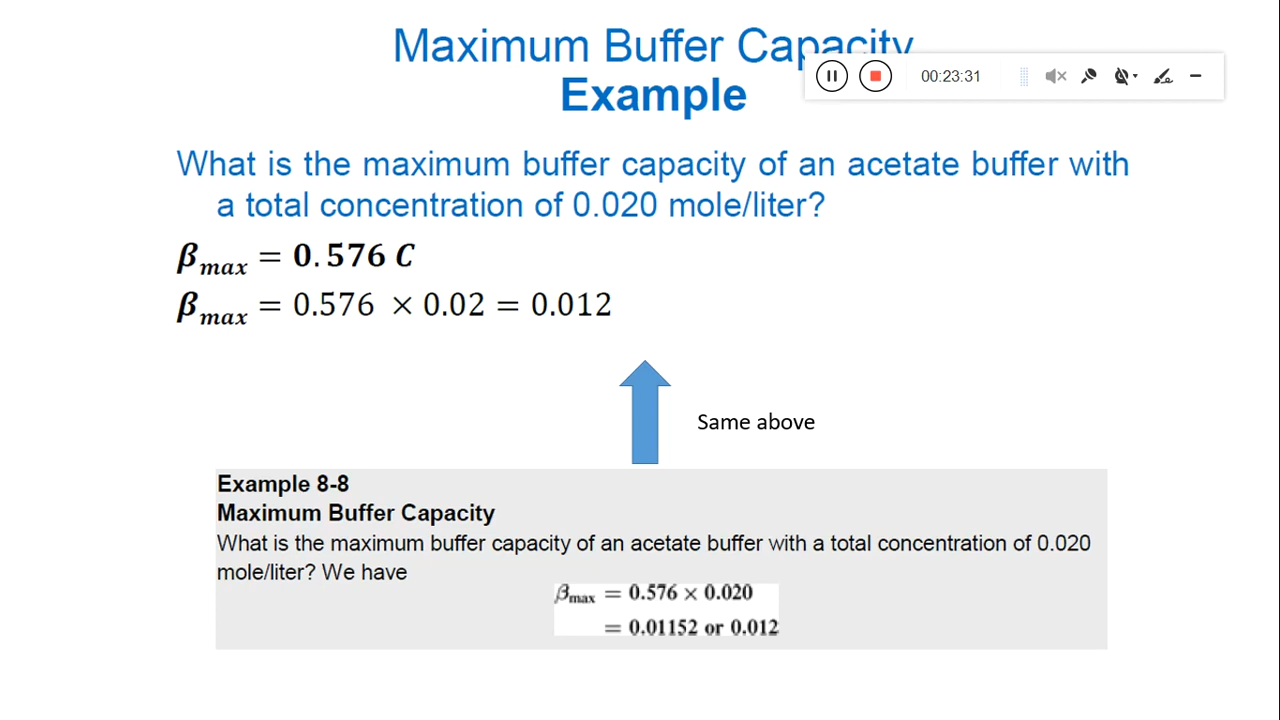 Maximum Buffer Capacity
Example
00:23:31
What is the maximum buffer capacity of an acetate buffer with
a total concentration of 0.020 mole/liter?
βmax = 0.576 C
βmax = 0.576 × 0.02 = 0.012
Same above
Example 8-8
Maximum Buffer Capacity
What is the maximum buffer capacity of an acetate buffer with a total concentration of 0.020
mole/liter? We have
βmax = 0.576 × 0.020
= 0.01152 or 0.012